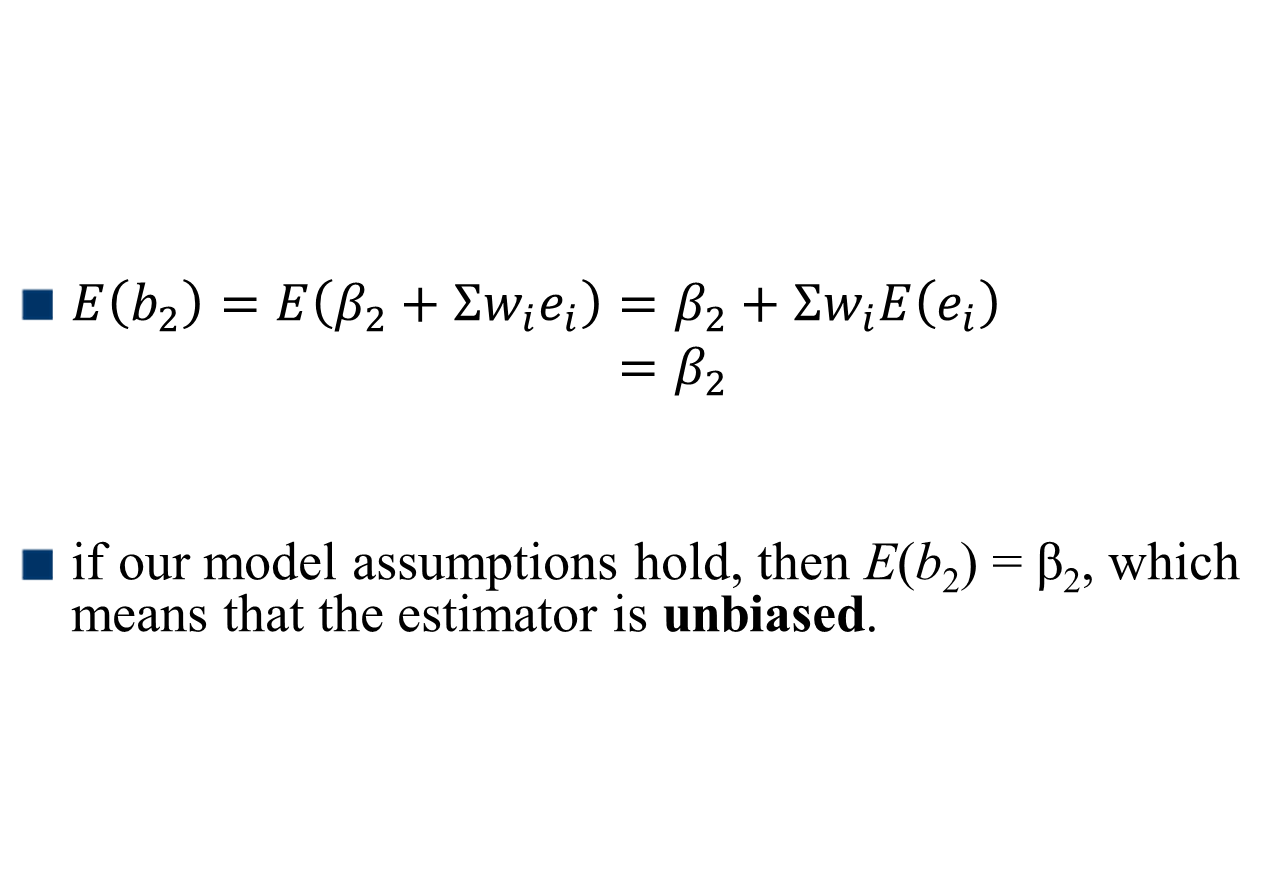 ■ E(b₂) = E(β₂ + Σwᵢeᵢ) = β₂ + ΣwᵢE(eᵢ)
= β₂
■ if our model assumptions hold, then E(b₂) = β₂, which
means that the estimator is unbiased.